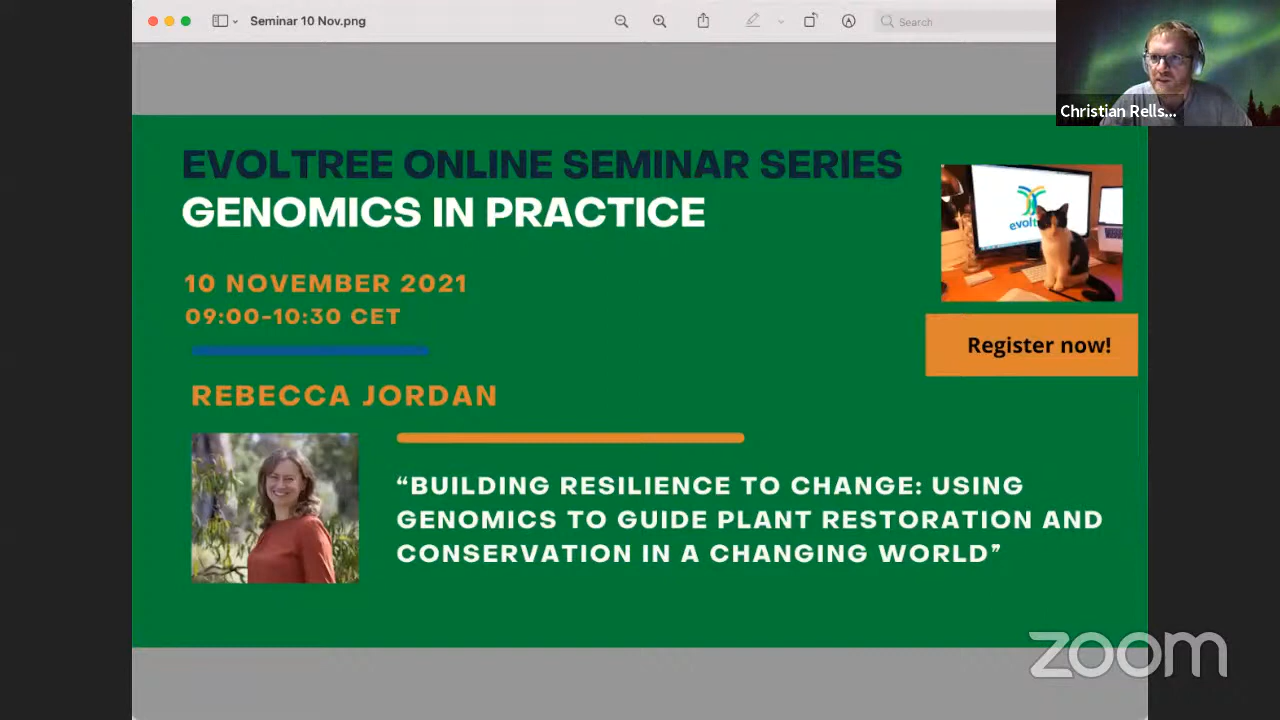 Seminar 10 Nov.png
Search
Christian Rells...
EVOLTREE ONLINE SEMINAR SERIES
GENOMICS IN PRACTICE
10 NOVEMBER 2021
09:00-10:30 CET
Register now!
REBECCA JORDAN
“BUILDING RESILIENCE TO CHANGE: USING
GENOMICS TO GUIDE PLANT RESTORATION AND
CONSERVATION IN A CHANGING WORLD”
zoom